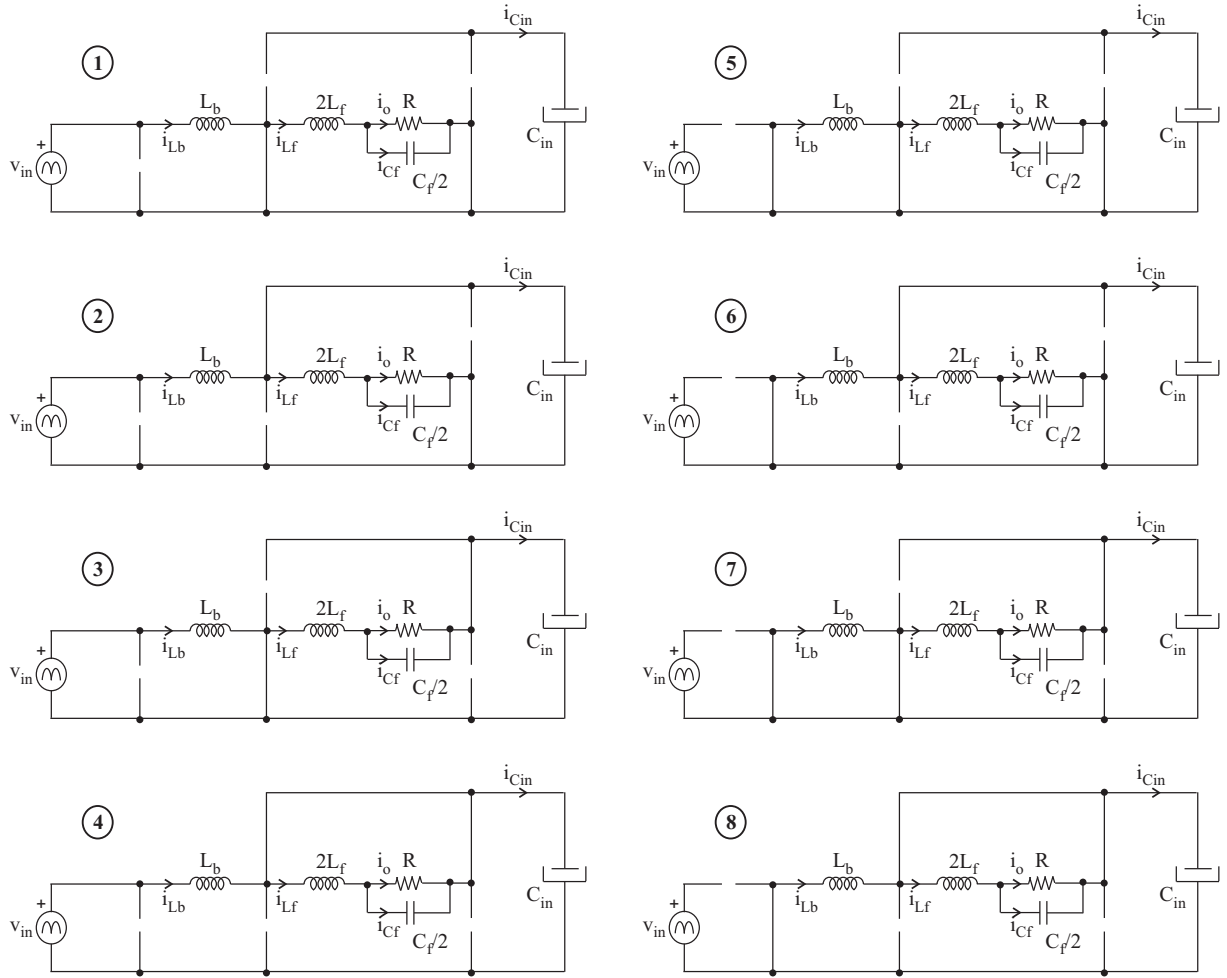 i_Cin
1
L_b 2L_f i_o R
+
v_in i_Lb i_Lf i_Cf C_f/2 C_in
i_Cin
5
L_b 2L_f i_o R
+
v_in i_Lb i_Lf i_Cf C_f/2 C_in
i_Cin
2
L_b 2L_f i_o R
+
v_in i_Lb i_Lf i_Cf C_f/2 C_in
i_Cin
6
L_b 2L_f i_o R
+
v_in i_Lb i_Lf i_Cf C_f/2 C_in
i_Cin
3
L_b 2L_f i_o R
+
v_in i_Lb i_Lf i_Cf C_f/2 C_in
i_Cin
7
L_b 2L_f i_o R
+
v_in i_Lb i_Lf i_Cf C_f/2 C_in
i_Cin
4
L_b 2L_f i_o R
+
v_in i_Lb i_Lf i_Cf C_f/2 C_in
i_Cin
8
L_b 2L_f i_o R
+
v_in i_Lb i_Lf i_Cf C_f/2 C_in